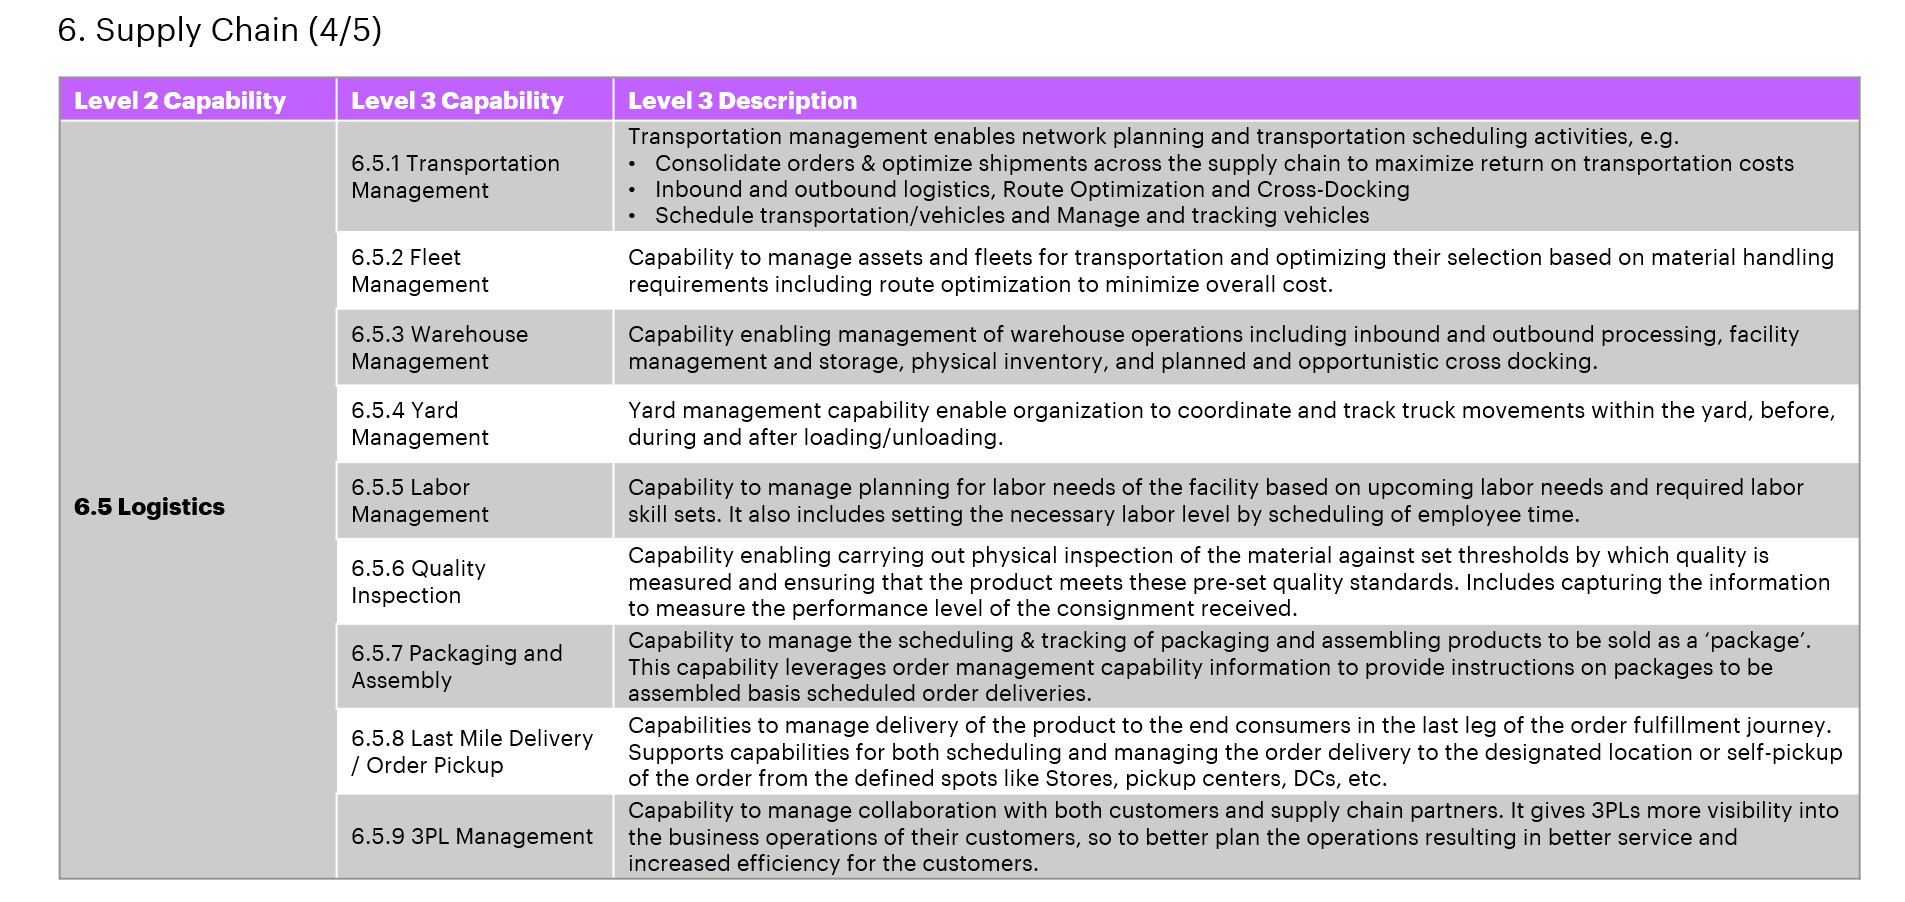 6. Supply Chain (4/5)
Level 2 Capability
Level 3 Capability
Level 3 Description
6.5 Logistics
6.5.1 Transportation
Management
Transportation management enables network planning and transportation scheduling activities, e.g.
• Consolidate orders & optimize shipments across the supply chain to maximize return on transportation costs
• Inbound and outbound logistics, Route Optimization and Cross-Docking
• Schedule transportation/vehicles and Manage and tracking vehicles
6.5.2 Fleet
Management
Capability to manage assets and fleets for transportation and optimizing their selection based on material handling
requirements including route optimization to minimize overall cost.
6.5.3 Warehouse
Management
Capability enabling management of warehouse operations including inbound and outbound processing, facility
management and storage, physical inventory, and planned and opportunistic cross docking.
6.5.4 Yard
Management
Yard management capability enable organization to coordinate and track truck movements within the yard, before,
during and after loading/unloading.
6.5.5 Labor
Management
Capability to manage planning for labor needs of the facility based on upcoming labor needs and required labor
skill sets. It also includes setting the necessary labor level by scheduling of employee time.
6.5.6 Quality
Inspection
Capability enabling carrying out physical inspection of the material against set thresholds by which quality is
measured and ensuring that the product meets these pre-set quality standards. Includes capturing the information
to measure the performance level of the consignment received.
6.5.7 Packaging and
Assembly
Capability to manage the scheduling & tracking of packaging and assembling products to be sold as a ‘package’.
This capability leverages order management capability information to provide instructions on packages to be
assembled basis scheduled order deliveries.
6.5.8 Last Mile Delivery
/ Order Pickup
Capabilities to manage delivery of the product to the end consumers in the last leg of the order fulfillment journey.
Supports capabilities for both scheduling and managing the order delivery to the designated location or self-pickup
of the order from the defined spots like Stores, pickup centers, DCs, etc.
6.5.9 3PL Management
Capability to manage collaboration with both customers and supply chain partners. It gives 3PLs more visibility into
the business operations of their customers, so to better plan the operations resulting in better service and
increased efficiency for the customers.